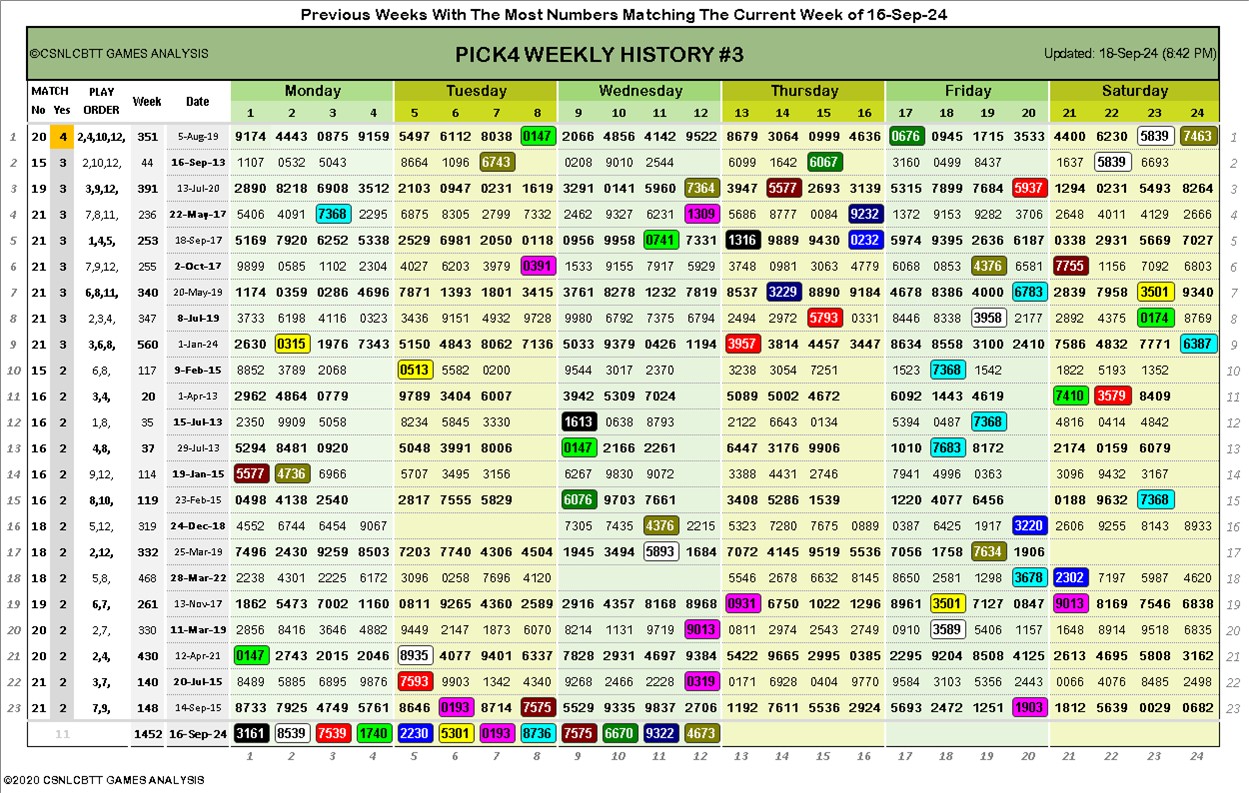 Previous Weeks With The Most Numbers Matching The Current Week of 16-Sep-24
©CSNLCBTT GAMES ANALYSIS PICK4 WEEKLY HISTORY #3 Updated: 18-Sep-24 (8:42 PM)
MATCH PLAY Week Date Monday Tuesday Wednesday Thursday Friday Saturday
No Yes ORDER 1 2 3 4 5 6 7 8 9 10 11 12 13 14 15 16 17 18 19 20 21 22 23 24
1 20 4 2,4,10,12, 351 5-Aug-19 9174 4443 0875 9159 5497 6112 8038 0147 2066 4856 4142 9522 8679 3064 0999 4636 0676 0945 1715 3533 4400 6230 5839 7463 1
2 15 3 2,10,12, 44 16-Sep-13 1107 0532 5043 8664 1096 6743 0208 9010 2544 6099 1642 6067 3160 0499 8437 1637 5839 6693 2
3 19 3 3,9,12, 391 13-Jul-20 2890 8218 6908 3512 2103 0947 0231 1619 3291 0141 5960 7364 3947 5577 2693 3139 5315 7899 7684 5937 1294 0231 5493 8264 3
4 21 3 7,8,11, 236 22-May-17 5406 4091 7368 2295 6875 8305 2799 7332 2462 9327 6231 1309 5686 8777 0084 9232 1372 9153 9282 3706 2648 4011 4129 2666 4
5 21 3 1,4,5, 253 18-Sep-17 5169 7920 6252 5338 2529 6981 2050 0118 0956 9958 0741 7331 1316 9889 9430 0232 5974 9395 2636 6187 0338 2931 5669 7027 5
6 21 3 7,9,12, 255 2-Oct-17 9899 0585 1102 2304 4027 6203 3979 0391 1533 9155 7917 5929 3748 0981 3063 4779 6068 0853 4376 6581 7755 1156 7092 6803 6
7 21 3 6,8,11, 340 20-May-19 1174 0359 0286 4696 7871 1393 1801 3415 3761 8278 1232 7819 8537 3229 8890 9184 4678 8386 4000 6783 2839 7958 3501 9340 7
8 21 3 2,3,4, 347 8-Jul-19 3733 6198 4116 0323 3436 9151 4932 9728 9980 6792 7375 6794 2494 2972 5793 0331 8446 8338 3958 2177 2892 4375 0174 8769 8
9 21 3 3,6,8, 560 1-Jan-24 2630 0315 1976 7343 5150 4843 8062 7136 5033 9379 0426 1194 3957 3814 4457 3447 8634 8558 3100 2410 7586 4832 7771 6387 9
10 15 2 6,8, 117 9-Feb-15 8852 3789 2068 0513 5582 0200 9544 3017 2370 3238 3054 7251 1523 7368 1542 1822 5193 1352 10
11 16 2 3,4, 20 1-Apr-13 2962 4864 0779 9789 3404 6007 3942 5309 7024 5089 5002 4672 6092 1443 4619 7410 3579 8409 11
12 16 2 1,8, 35 15-Jul-13 2350 9909 5058 8234 5845 3330 1613 0638 8793 2122 6643 0134 5394 0487 7368 4816 0414 4842 12
13 16 2 4,8, 37 29-Jul-13 5294 8481 0920 5048 3991 8006 0147 2166 2261 6447 3176 9906 1010 7683 8172 2174 0159 6079 13
14 16 2 9,12, 114 19-Jan-15 5577 4736 6966 5707 3495 3156 6267 9830 9072 3388 4431 2746 7941 4996 0363 3096 9432 3167 14
15 16 2 8,10, 119 23-Feb-15 0498 4138 2540 2817 7555 5829 6076 9703 7661 3408 5286 1539 1220 4077 6456 0188 9632 7368 15
16 18 2 5,12, 319 24-Dec-18 4552 6744 6454 9067 7305 7435 4376 2215 5323 7280 7675 0889 0387 6425 1917 3220 2606 9255 8143 8933 16
17 18 2 2,12, 332 25-Mar-19 7496 2430 9259 8503 7203 7740 4306 4504 1945 3494 5893 1684 7072 4145 9519 5536 7056 1758 7634 1906 17
18 18 2 5,8, 468 28-Mar-22 2238 4301 2225 6172 3096 0258 7696 4120 5546 2678 6632 8145 8650 2581 1298 3678 2302 7197 5987 4620 18
19 19 2 6,7, 261 13-Nov-17 1862 5473 7002 1160 0811 9265 4360 2589 2916 4357 8168 8968 0931 6750 1022 1296 8961 3501 7127 0847 9013 8169 7546 6838 19
20 20 2 2,7, 330 11-Mar-19 2856 8416 3646 4882 9449 2147 1873 6070 8214 1131 9719 9013 0811 2974 2543 2749 0910 3589 5406 1157 1648 8914 9518 6835 20
21 20 2 2,4, 430 12-Apr-21 0147 2743 2015 2046 8935 4077 9401 6337 7828 2931 4697 9384 5422 9665 2995 0385 2295 9204 8508 4125 2613 4695 5808 3162 21
22 21 2 3,7, 140 20-Jul-15 8489 5885 6895 9876 7593 9903 1342 4340 9268 2466 2228 0319 0171 6928 0404 9770 9584 3103 5356 2443 0066 4076 8485 2498 22
23 21 2 7,9, 148 14-Sep-15 8733 7925 4749 5761 8646 0193 8714 7575 5529 9335 9837 2706 1192 7611 5536 2924 5693 2472 1251 1903 1812 5639 0029 0682 23
11 1452 16-Sep-24 3161 8539 7539 1740 2230 5301 0193 8736 7575 6670 9322 4673
1 2 3 4 5 6 7 8 9 10 11 12 13 14 15 16 17 18 19 20 21 22 23 24
©2020 CSNLCBTT GAMES ANALYSIS